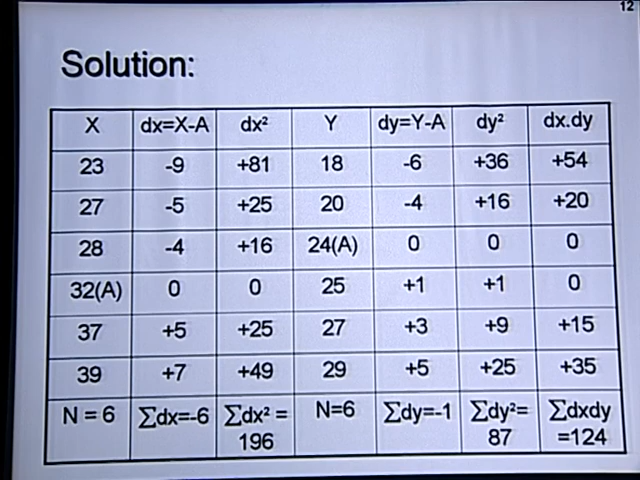 12
Solution:
X dx=X-A dx² Y dy=Y-A dy² dx.dy
23 -9 +81 18 -6 +36 +54
27 -5 +25 20 -4 +16 +20
28 -4 +16 24(A) 0 0 0
32(A) 0 0 25 +1 +1 0
37 +5 +25 27 +3 +9 +15
39 +7 +49 29 +5 +25 +35
N = 6 ∑dx=-6 ∑dx² = N=6 ∑dy=-1 ∑dy²= ∑dxdy
196 87 =124